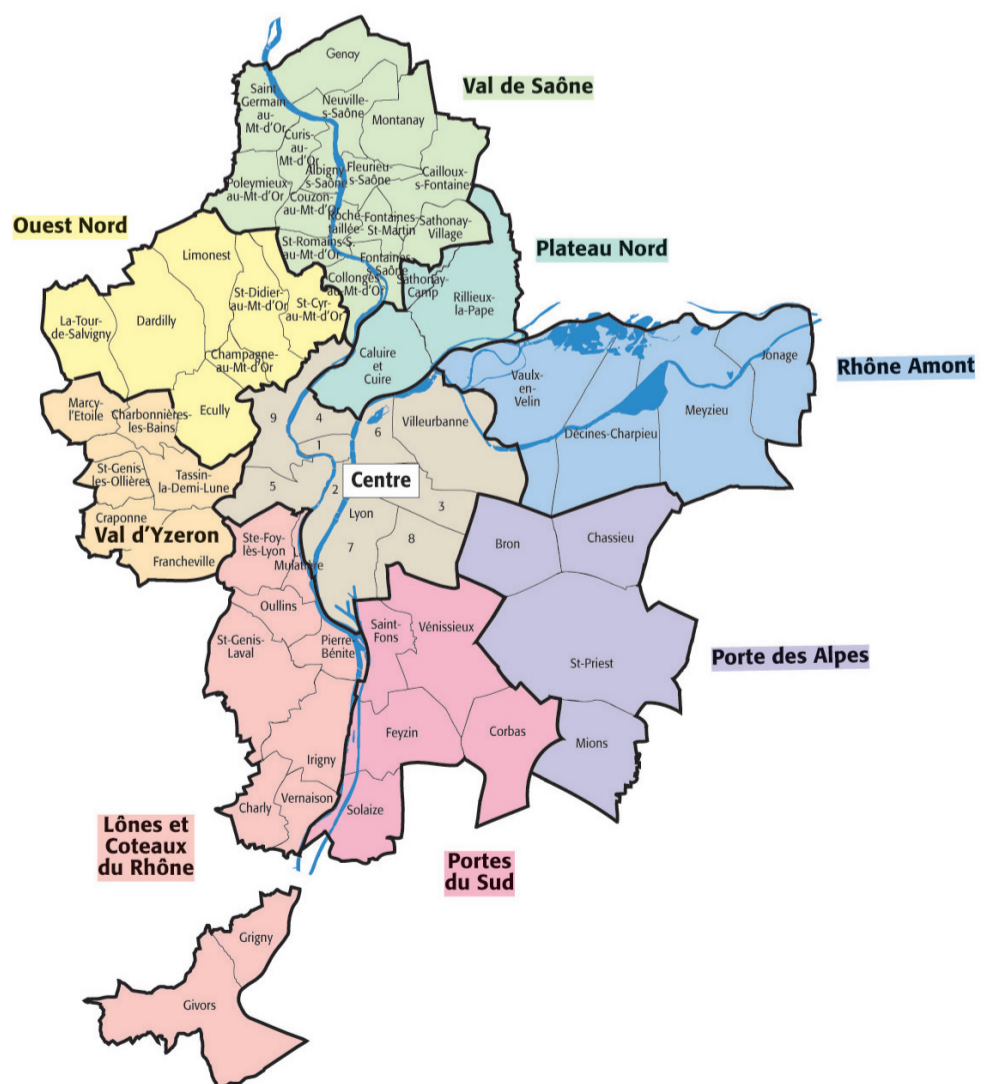 Genay
Val de Saône
Saint
Germain
au-
Mt-d'Or
Neuville-
s-Saône
Montanay
Curis-
au-
Mt-d'Or
Albigny
s-Saône
Fleurieu
s-Saône
Cailloux-
s-Fontaine
Poleymieux
au-Mt-d'Or
Couzon-
au-Mt-d'Or
Roche-
taillée-
Fontaines-
St-Martin
Sathonay-
Village
Ouest Nord
St-Romains-S.
au-Mt-d'Or
Fontaines
s-Saône
Plateau Nord
Limonest
Collonges
au-Mt-d'Or
Sathonay-
Camp
Rillieux-
la-Pape
St-Didier-
au-Mt-d'Or
St-Cyr-
au-Mt-d'Or
La-Tour-
de-Salvigny
Dardilly
Champagne-
au-Mt-d'Or
Caluire
et
Cuire
Jonage
Rhône Amont
Vaulx-
en-
Velin
Meyzieu
Marcy-
l'Etoile
Charbonnières-
les-Bains
Ecully
9
4
6
Villeurbanne
Décines-Charpieu
1
St-Genis-
les-Ollières
Tassin-
la-Demi-Lune
5
2
Centre
3
Lyon
Craponne
Val d'Yzeron
Francheville
Ste-Foy-
lès-Lyon
L
Mulatière
7
8
Bron
Chassieu
Oullins
St-Genis-
Laval
Pierre-
Bénite
Saint-
Fons
Vénissieux
St-Priest
Porte des Alpes
Feyzin
Corbas
Mions
Irigny
Charly
Vernaison
Solaize
Lônes et
Coteaux
du Rhône
Portes
du Sud
Grigny
Givors